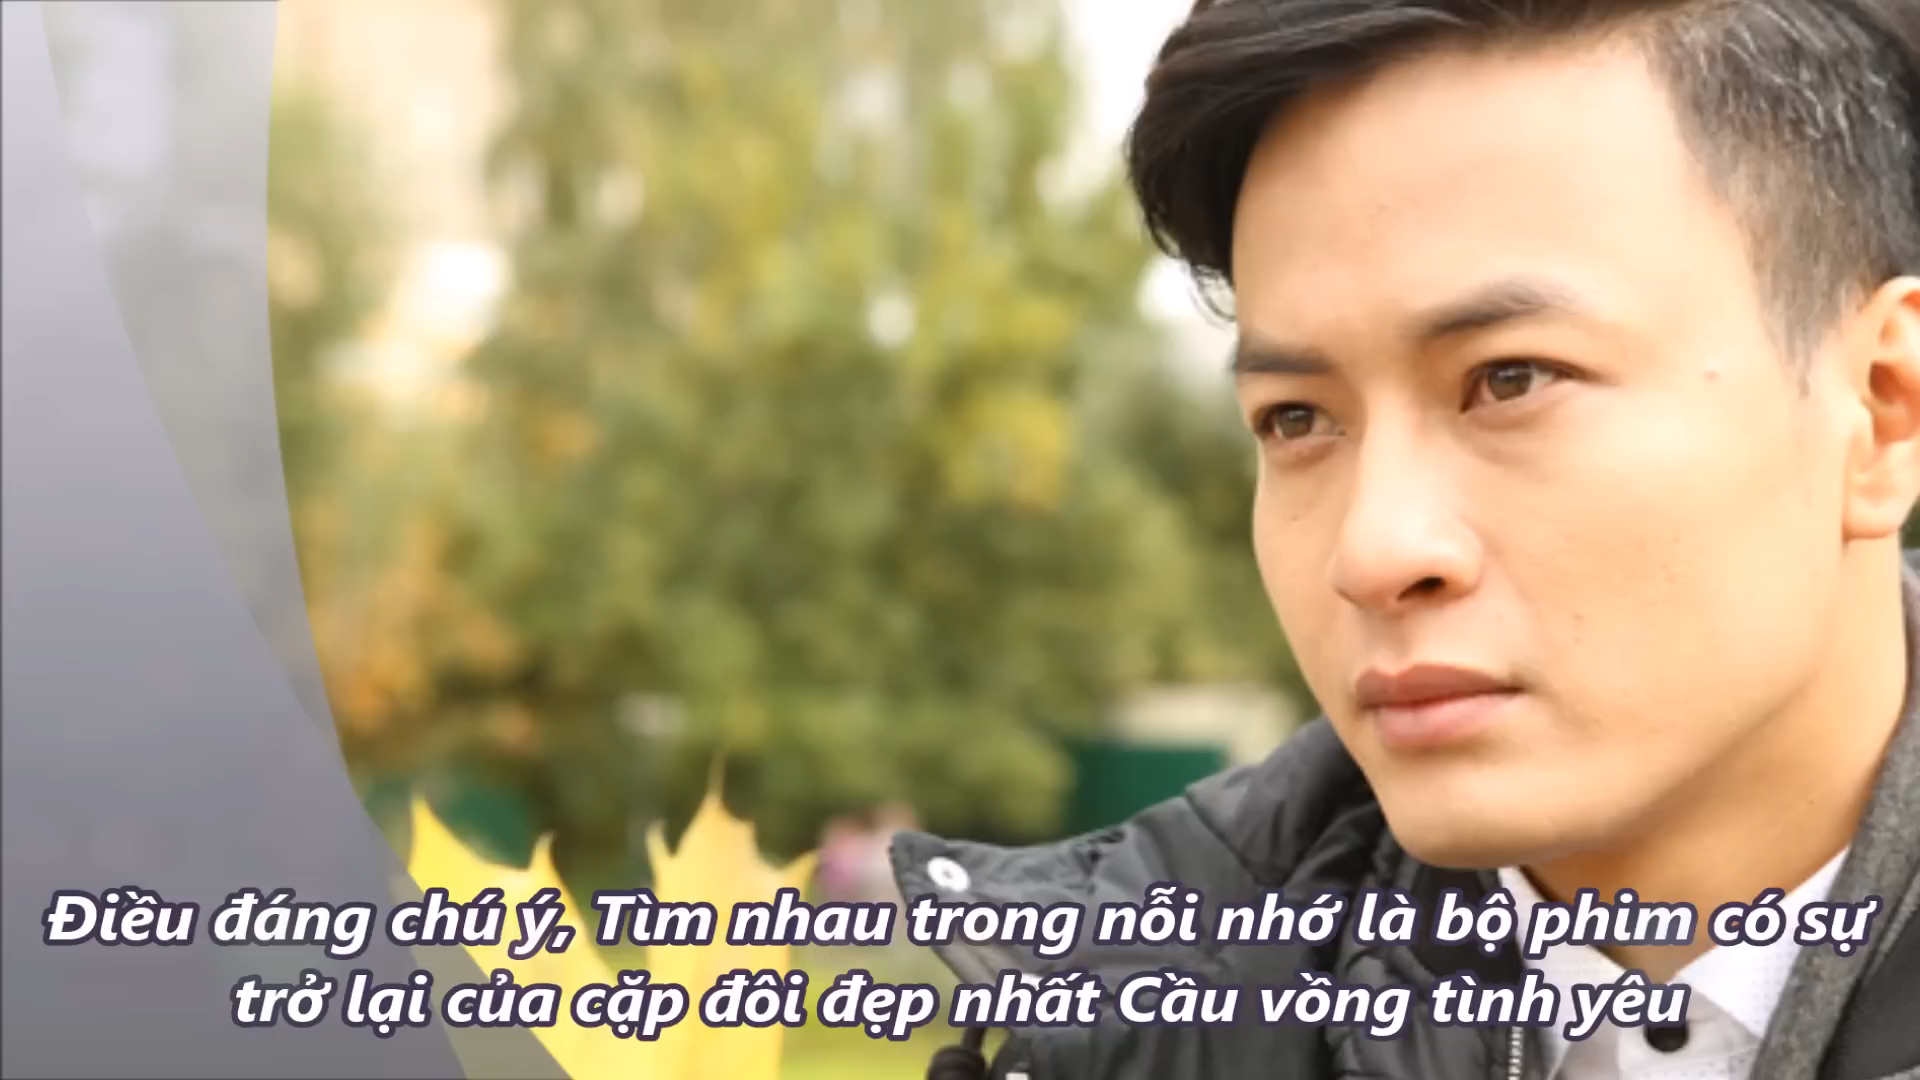 Điều đáng chú ý, Tìm nhau trong nỗi nhớ là bộ phim có sự
trở lại của cặp đôi đẹp nhất Cầu vồng tình yêu